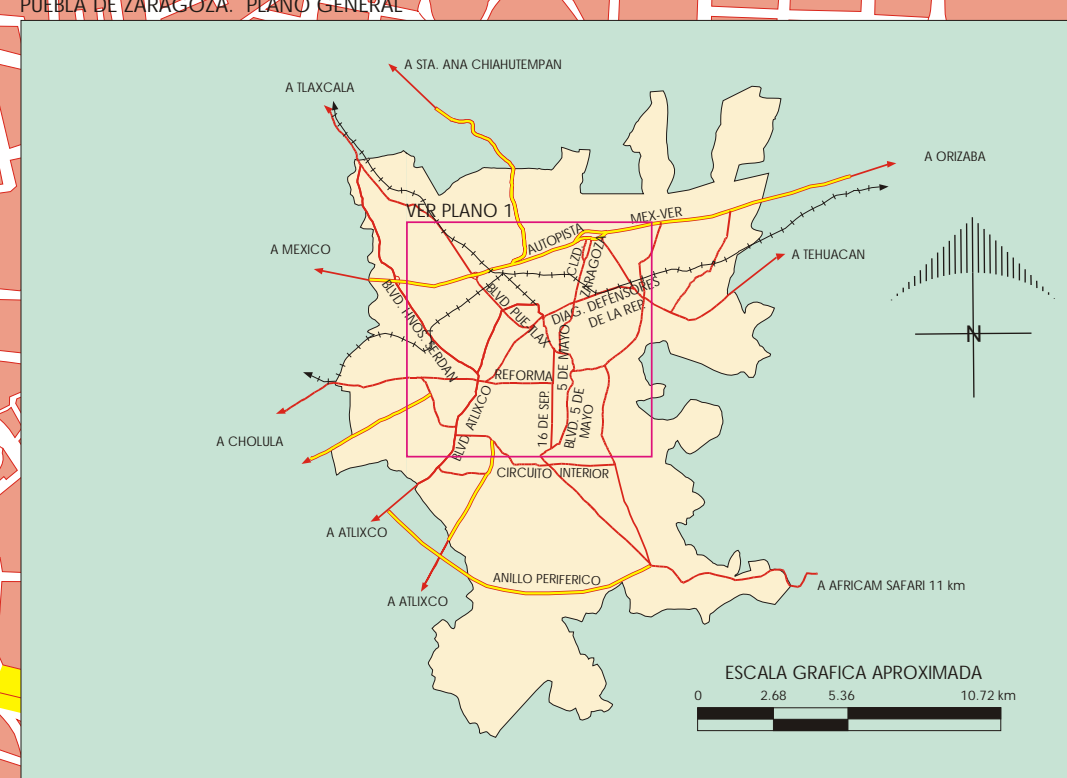 PUEBLA DE ZARAGOZA. PLANO GENERAL
A STA. ANA CHIAHUTEMPAN
A TLAXCALA
A ORIZABA
VER PLANO 1
MEX-VER
AUTOPISTA
A MEXICO
A TEHUACAN
CLZD.
ZARAGOZA
BLVD. HNOS. SERDAN
BLVD. PUE-TLAX
DIAG. DEFENSORES
DE LA REP.
N
5 DE MAYO
REFORMA
BLVD. ATLIXCO
16 DE SEP.
BLVD. 5 DE
MAYO
A CHOLULA
CIRCUITO INTERIOR
A ATLIXCO
ANILLO PERIFERICO
A AFRICAM SAFARI 11 km
A ATLIXCO
ESCALA GRAFICA APROXIMADA
0 2.68 5.36 10.72 km